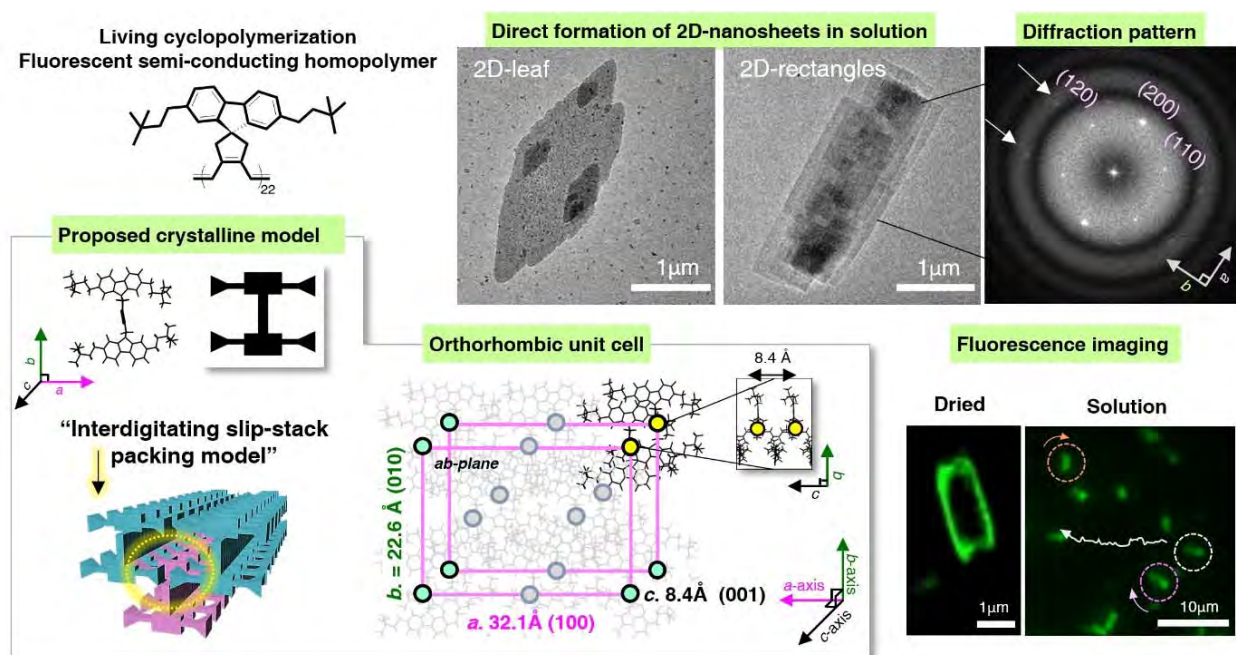 Living cyclopolymerization
Fluorescent semi-conducting homopolymer
22
Direct formation of 2D-nanosheets in solution
2D-leaf
1μm
2D-rectangles
1μm
Diffraction pattern
(120)
(200)
(110)
b
a
Proposed crystalline model
b
c
a
“Interdigitating slip-stack
packing model”
Orthorhombic unit cell
8.4 Å
ab-plane
b
c
b. = 22.6 Å (010)
c. 8.4Å (001)
a. 32.1Å (100)
b-axis
a-axis
c-axis
Fluorescence imaging
Dried
Solution
1μm
10μm